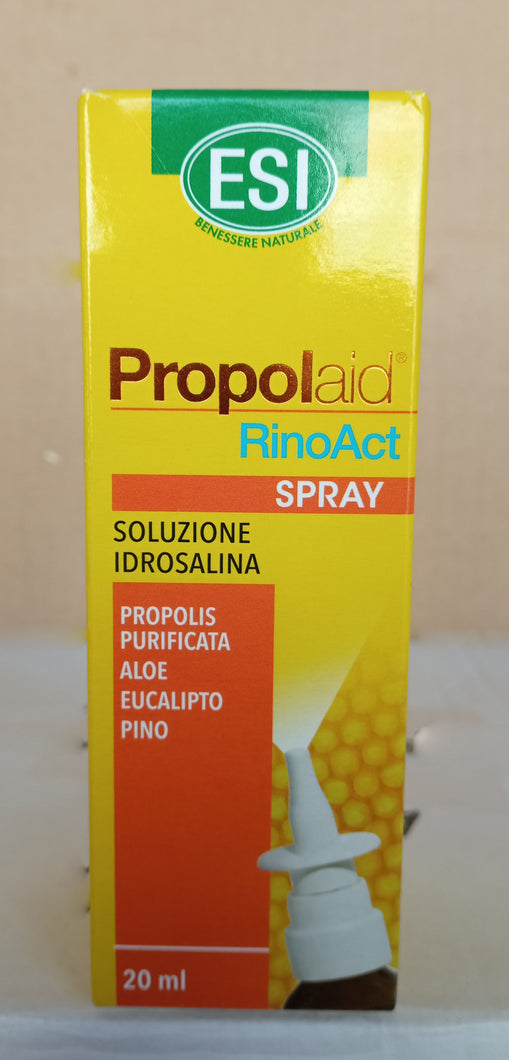 ESI
BENESSERE NATURALE
Propolaid®
RinoAct
SPRAY
SOLUZIONE
IDROSALINA
PROPOLIS
PURIFICATA
ALOE
EUCALIPTO
PINO
20 ml